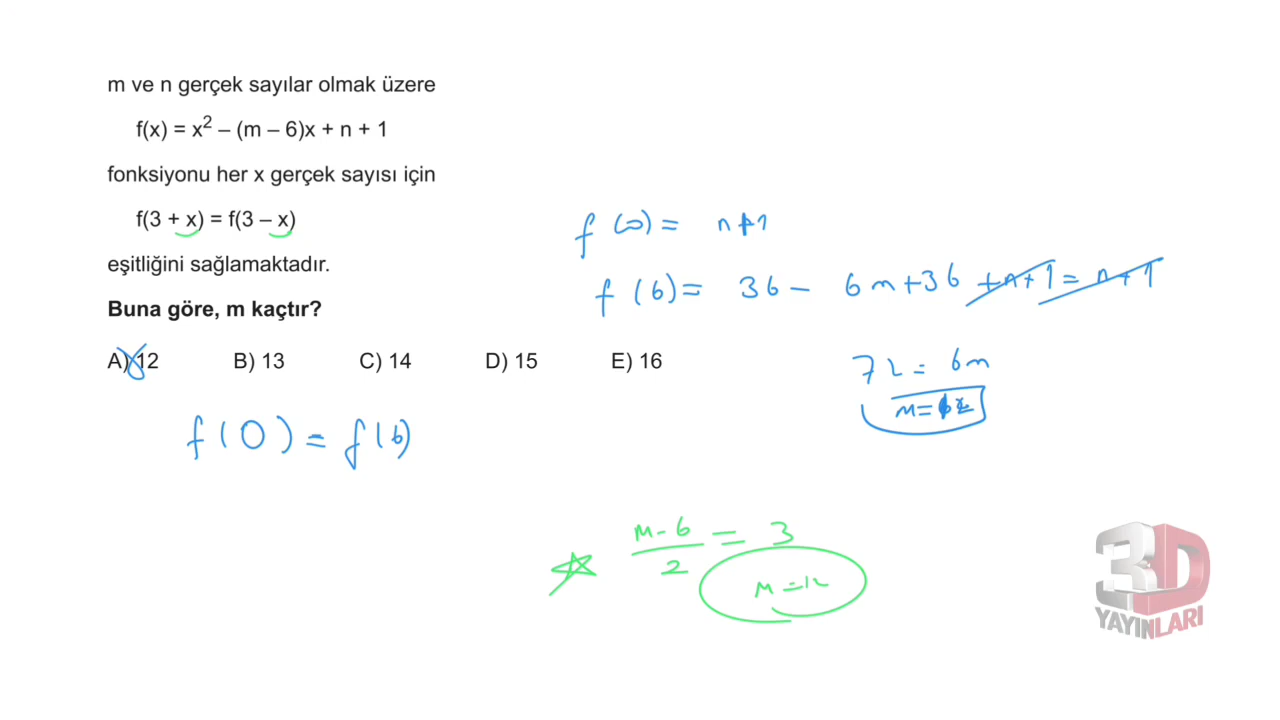 m ve n gerçek sayılar olmak üzere
f(x) = x² – (m – 6)x + n + 1
fonksiyonu her x gerçek sayısı için
f(3 + x) = f(3 – x)
eşitliğini sağlamaktadır.
Buna göre, m kaçtır?
A) 12 B) 13 C) 14 D) 15 E) 16
f(0) = f(6)
f(0) = n+1
f(6) = 36 - 6m+36 +n+1 = n+1
72 = 6m
m=12
m-6/2 = 3
m=12
3D
YAYINLARI